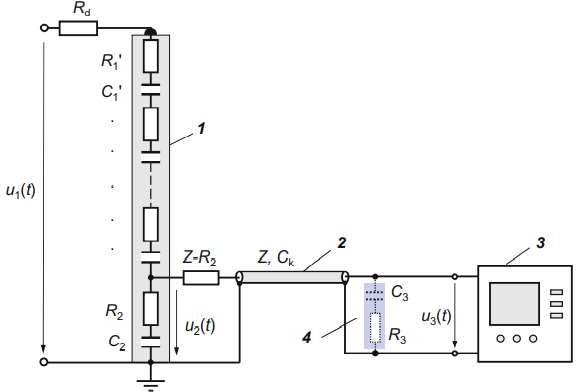 Rd
R1'
C1'
1
u1(t)
Z-R2
Z, Ck
2
3
R2
C2
u2(t)
C3
R3
4
u3(t)